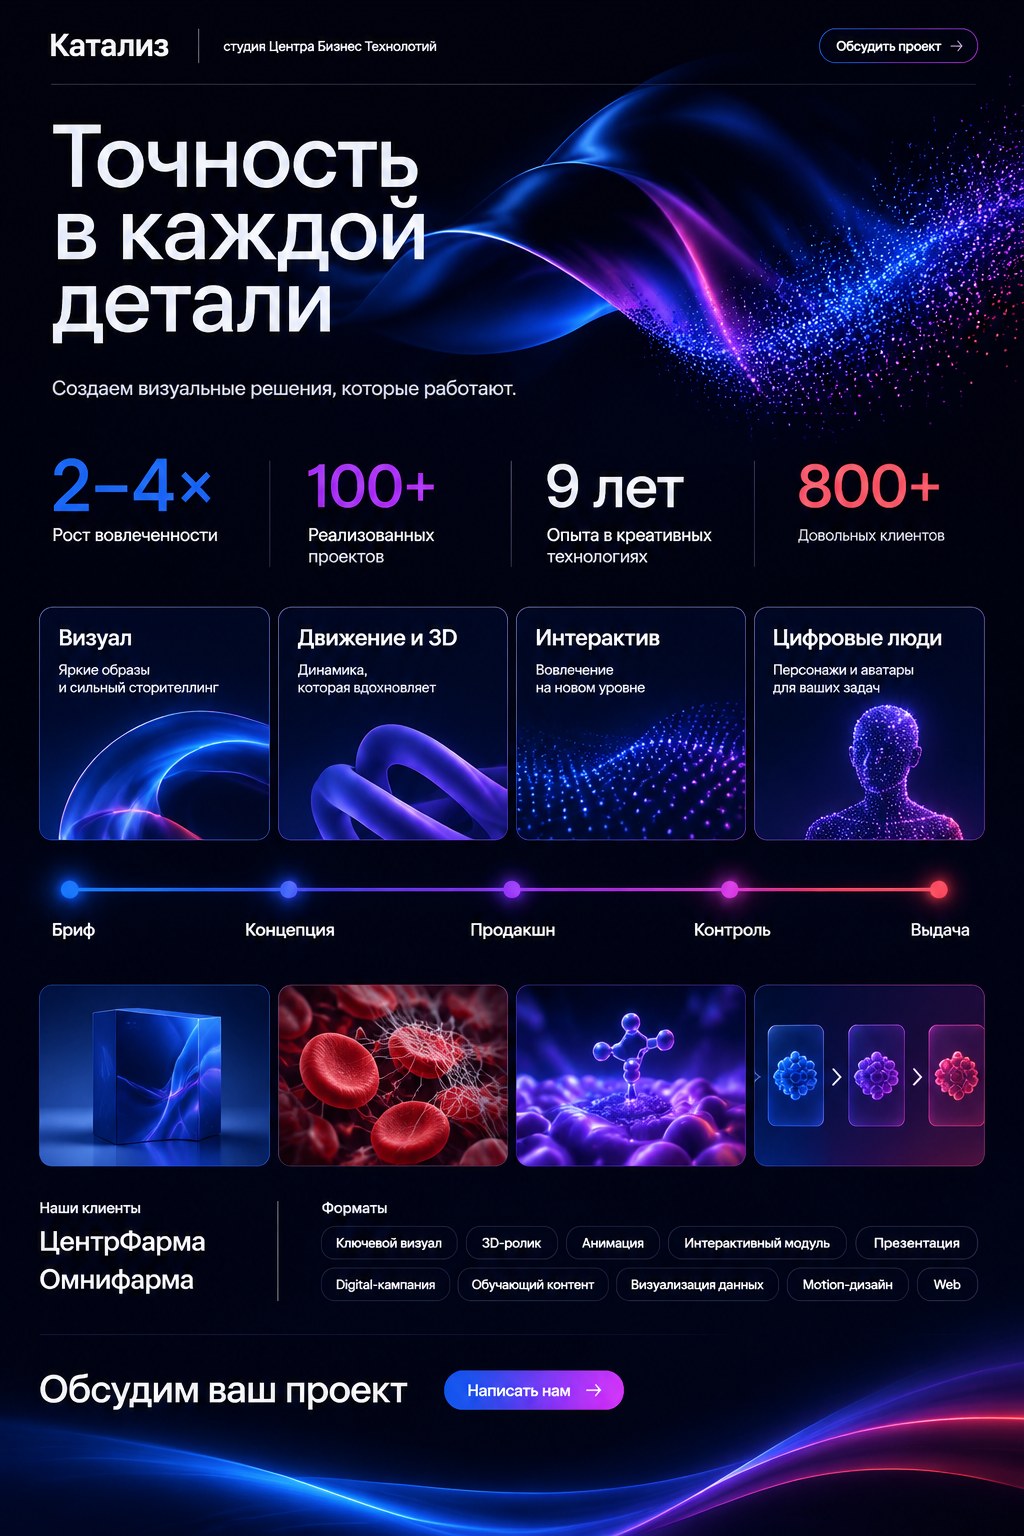 Катализ
студия Центра Бизнес Технолотий
Обсудить проект →
Точность
в каждой
детали
Создаем визуальные решения, которые работают.
2–4×
Рост вовлеченности
100+
Реализованных
проектов
9 лет
Опыта в креативных
технологиях
800+
Довольных клиентов
Визуал
Яркие образы
и сильный сторителлинг
Движение и 3D
Динамика,
которая вдохновляет
Интерактив
Вовлечение
на новом уровне
Цифровые люди
Персонажи и аватары
для ваших задач
Бриф
Концепция
Продакшн
Контроль
Выдача
Наши клиенты
ЦентрФарма
Омнифарма
Форматы
Ключевой визуал
3D-ролик
Анимация
Интерактивный модуль
Презентация
Digital-кампания
Обучающий контент
Визуализация данных
Motion-дизайн
Web
Обсудим ваш проект
Написать нам →